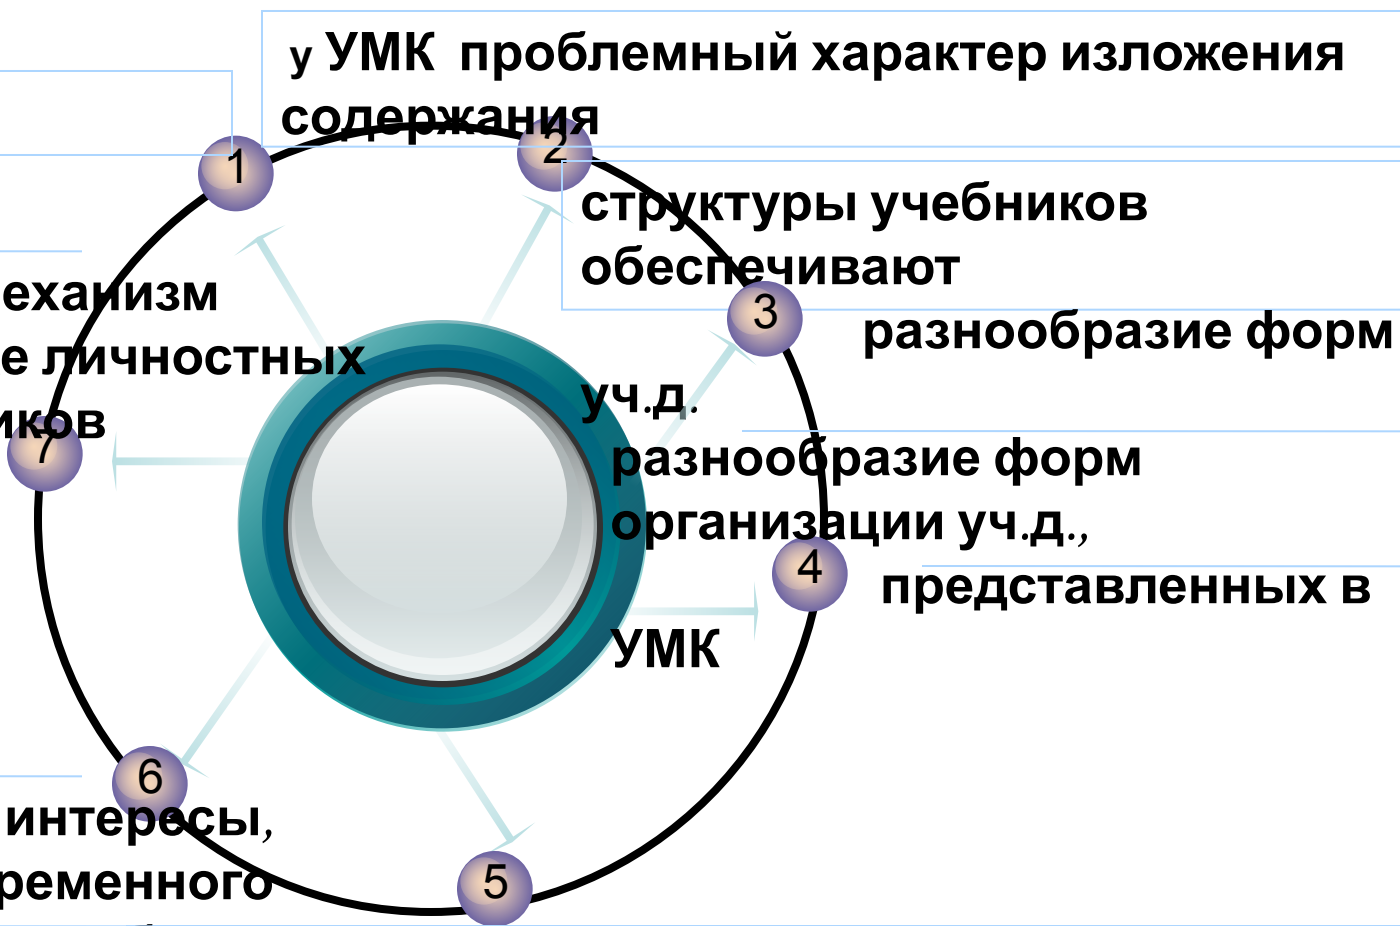 у УМК проблемный характер изложения
содержания
1
2
структуры учебников
обеспечивают
3
разнообразие форм
уч.д.
еханизм
е личностных
иков
7
разнообразие форм
организации уч.д.,
4
представленных в
УМК
6
интересы,
ременного
5